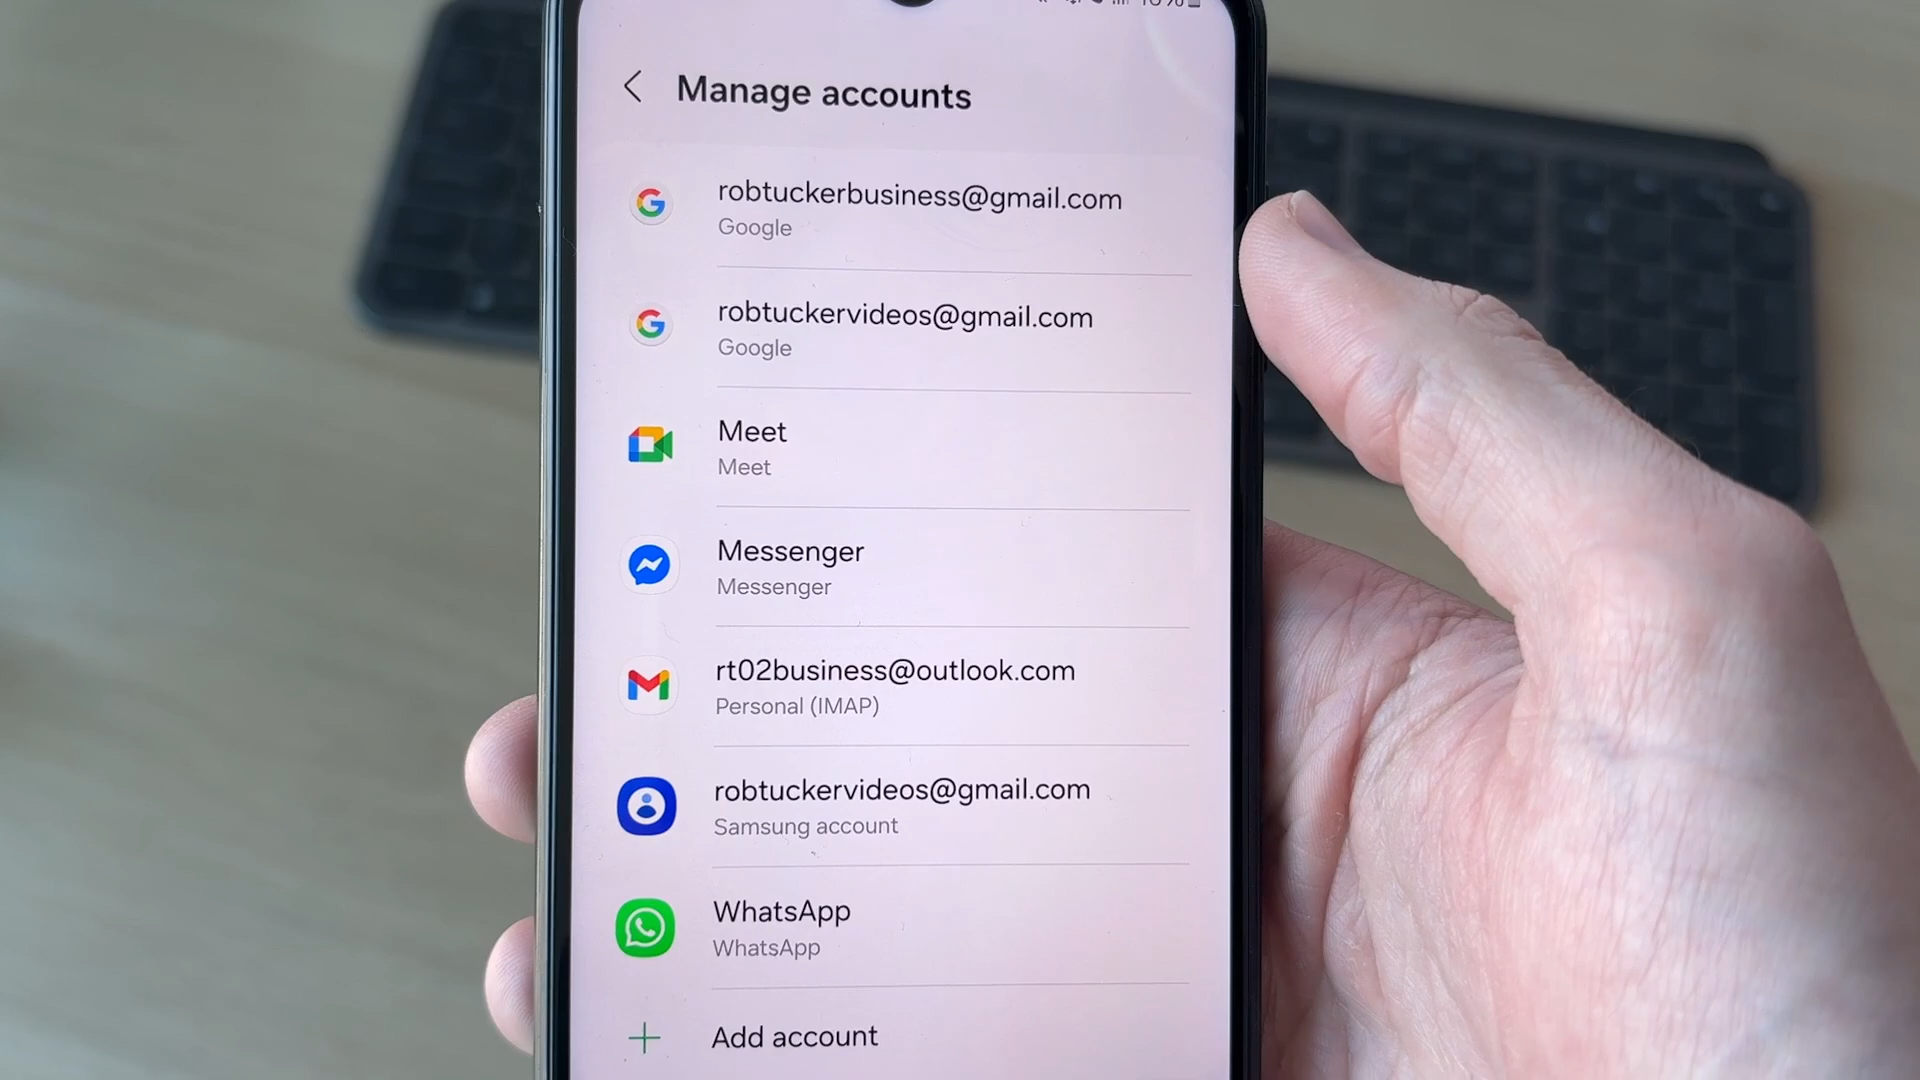 Manage accounts
robtuckerbusiness@gmail.com
Google
robtuckervideos@gmail.com
Google
Meet
Meet
Messenger
Messenger
rt02business@outlook.com
Personal (IMAP)
robtuckervideos@gmail.com
Samsung account
WhatsApp
WhatsApp
Add account